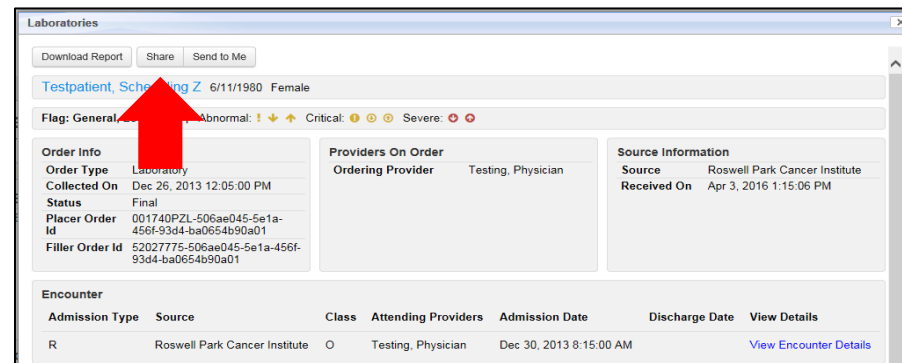 Laboratories
Download Report Share Send to Me
Testpatient, Z 6/11/1980 Female
Flag: General, Abnormal: ! Critical: Severe:
Order Info
Order Type Laboratory
Collected On Dec 26, 2013 12:05:00 PM
Status Final
Placer Order Id 001740PZL-506ae045-5e1a-
456f-93d4-ba0654b90a01
Filler Order Id 52027775-506ae045-5e1a-456f-
93d4-ba0654b90a01
Providers On Order
Ordering Provider Testing, Physician
Source Information
Source Roswell Park Cancer Institute
Received On Apr 3, 2016 1:15:06 PM
Encounter
Admission Type Source Class Attending Providers Admission Date Discharge Date View Details
R Roswell Park Cancer Institute O Testing, Physician Dec 30, 2013 8:15:00 AM View Encounter Details